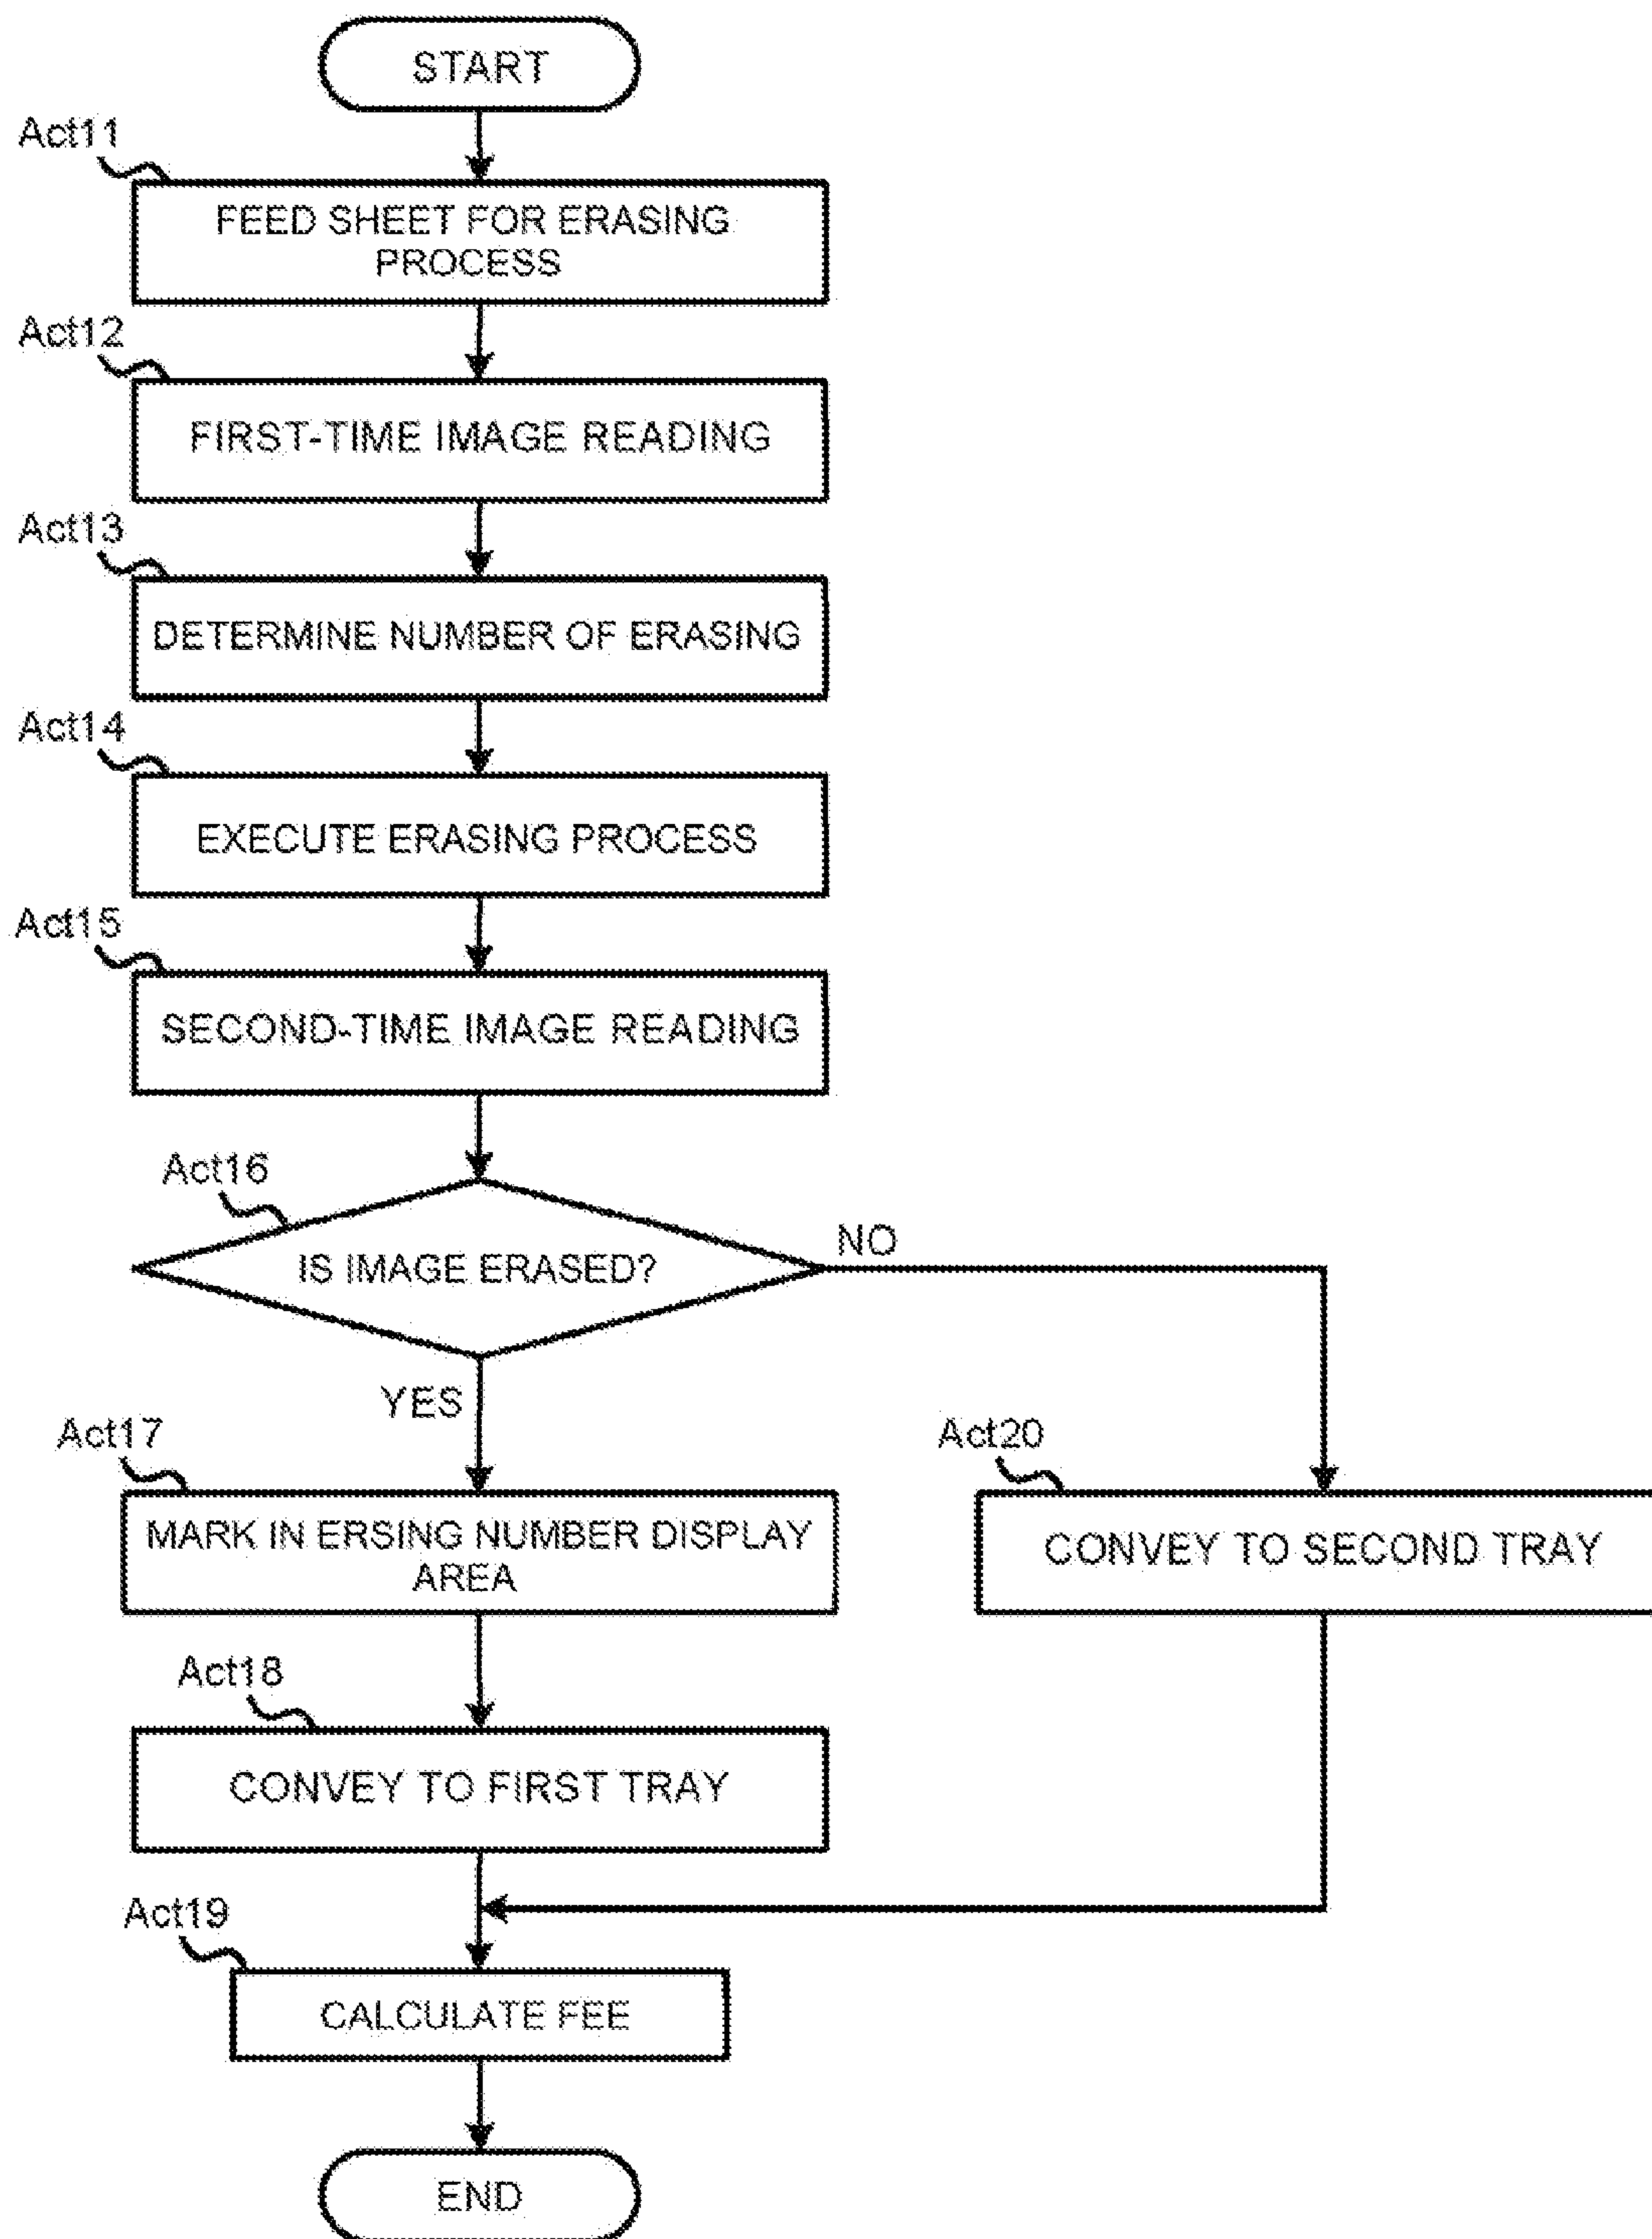 START
Act11
FEED SHEET FOR ERASING
PROCESS
Act12
FIRST-TIME IMAGE READING
Act13
DETERMINE NUMBER OF ERASING
Act14
EXECUTE ERASING PROCESS
Act15
SECOND-TIME IMAGE READING
Act16
IS IMAGE ERASED?
NO
YES
Act17
MARK IN ERSING NUMBER DISPLAY
AREA
Act20
CONVEY TO SECOND TRAY
Act18
CONVEY TO FIRST TRAY
Act19
CALCULATE FEE
END